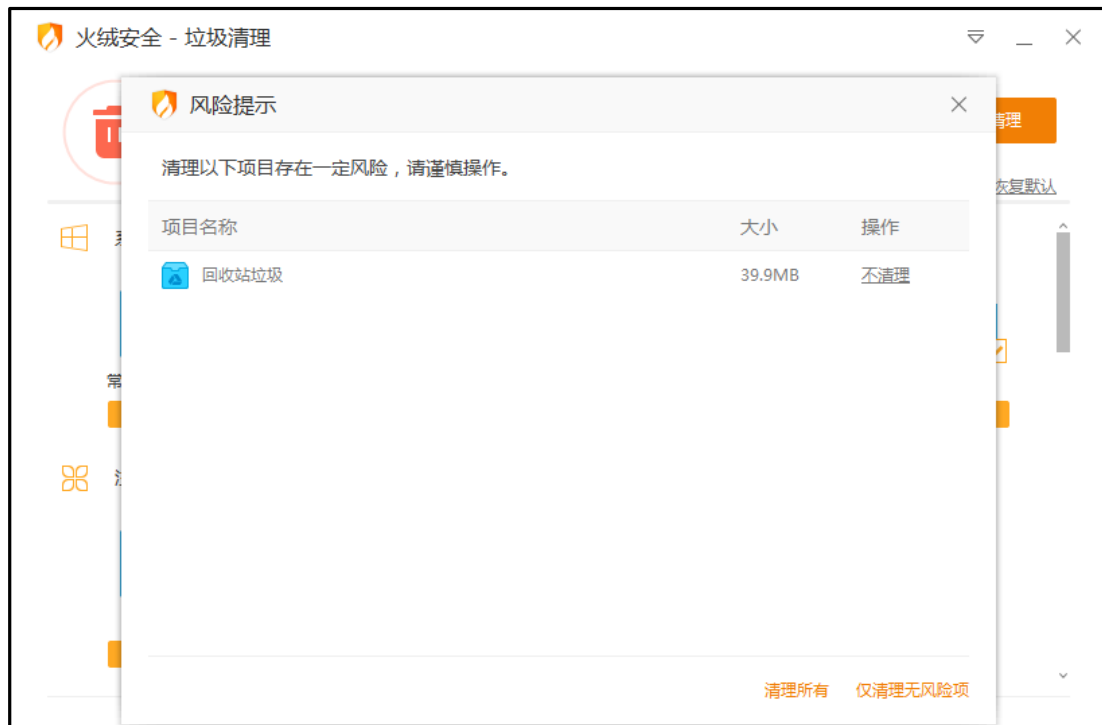 火绒安全 - 垃圾清理
风险提示
清理
恢复默认
清理以下项目存在一定风险，请谨慎操作。
项目名称 大小 操作
回收站垃圾 39.9MB 不清理
常
清理所有 仅清理无风险项